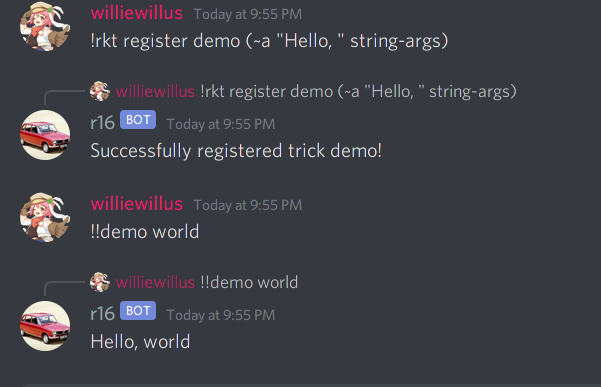 williewillus Today at 9:55 PM
!rkt register demo (~a "Hello, " string-args)
williewillus !rkt register demo (~a "Hello, " string-args)
r16 BOT Today at 9:55 PM
Successfully registered trick demo!
williewillus Today at 9:55 PM
!!demo world
williewillus !!demo world
r16 BOT Today at 9:55 PM
Hello, world